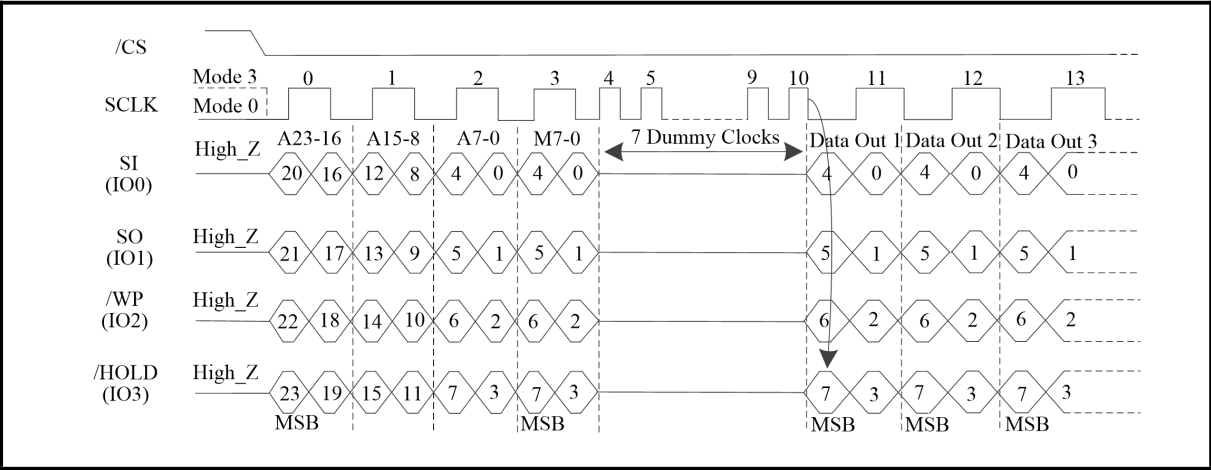 /CS
Mode 3 0 1 2 3 4 5 9 10 11 12 13
SCLK Mode 0
A23-16 A15-8 A7-0 M7-0 7 Dummy Clocks Data Out 1 Data Out 2 Data Out 3
SI High_Z
(IO0) 20 16 12 8 4 0 4 0 4 0 4 0 4 0
SO High_Z
(IO1) 21 17 13 9 5 1 5 1 5 1 5 1 5 1
/WP High_Z
(IO2) 22 18 14 10 6 2 6 2 6 2 6 2 6 2
/HOLD High_Z
(IO3) 23 19 15 11 7 3 7 3 7 3 7 3 7 3
MSB MSB MSB MSB MSB